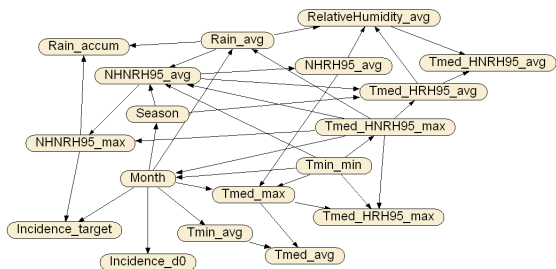 RelativeHumidity_avg
Rain_accum
Rain_avg
Tmed_HNRH95_avg
NHNRH95_avg
NHRH95_avg
Tmed_HRH95_avg
Season
Tmed_HNRH95_max
NHNRH95_max
Tmin_min
Month
Tmed_max
Tmed_HRH95_max
Incidence_target
Tmin_avg
Tmed_avg
Incidence_d0